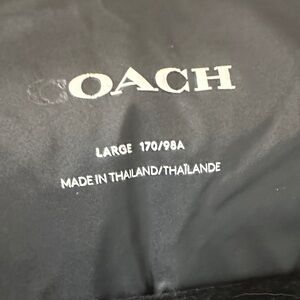 COACH
LARGE 170/98A
MADE IN THAILAND/THAÏLANDE